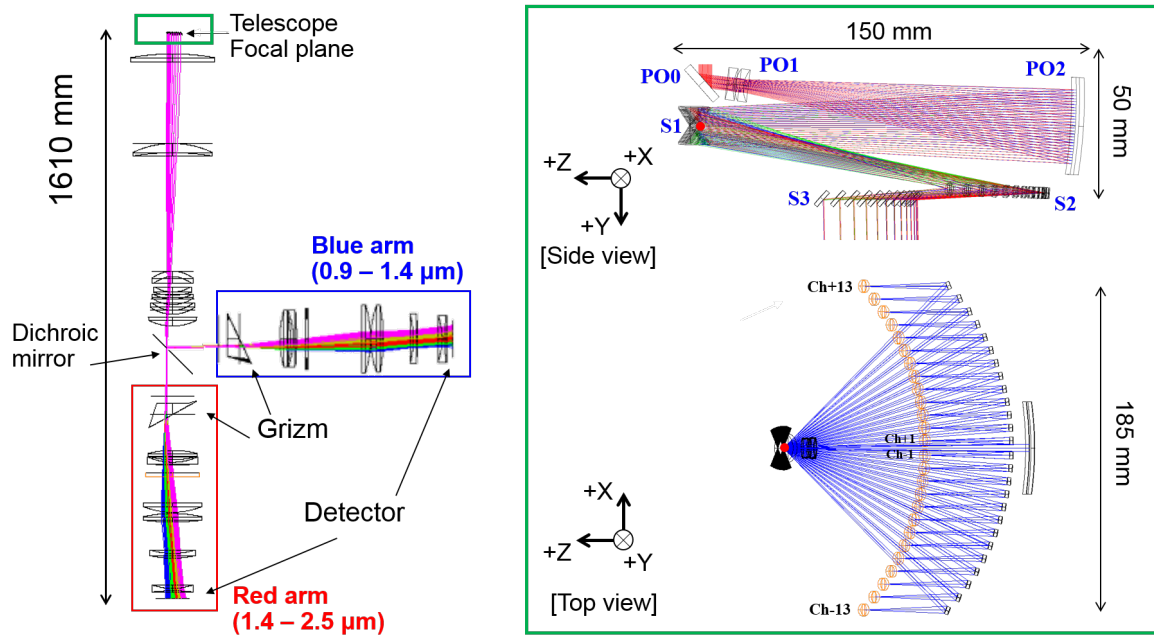 Telescope
Focal plane
1610 mm
Blue arm
(0.9 – 1.4 µm)
Dichroic
mirror
Grizm
Detector
Red arm
(1.4 – 2.5 µm)
150 mm
PO0
PO1
PO2
50 mm
S1
+X
+Z
+Y
S3
S2
[Side view]
Ch+13
Ch+1
Ch-1
185 mm
+X
+Z
+Y
[Top view]
Ch-13